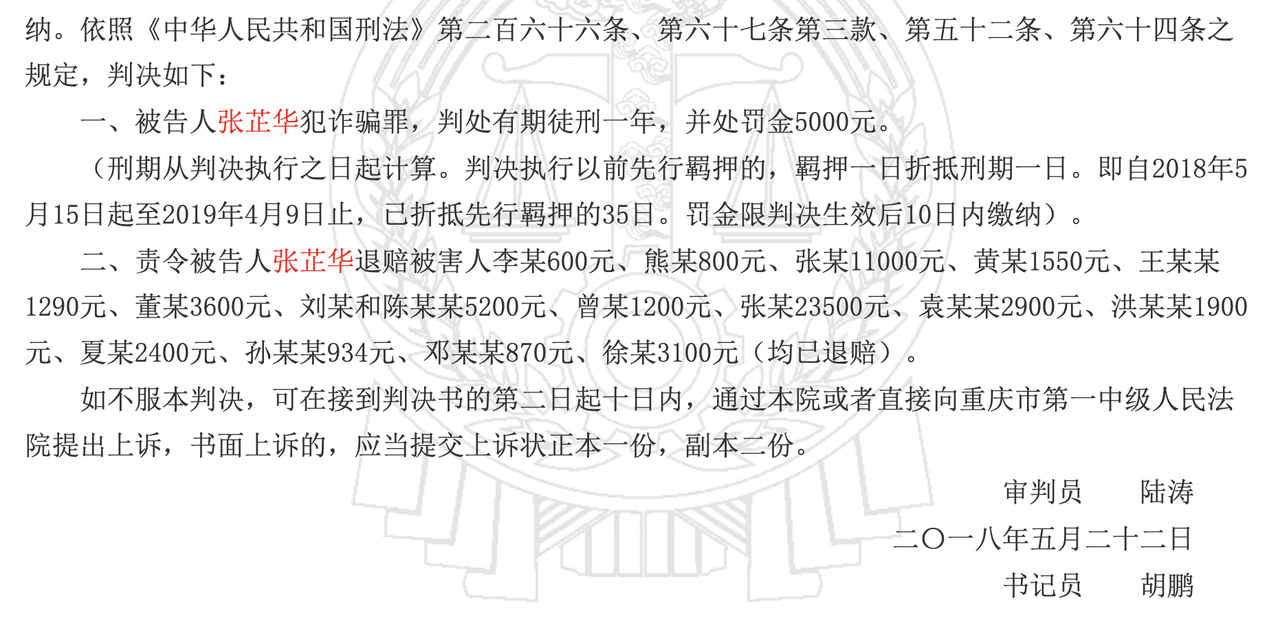 纳。依照《中华人民共和国刑法》第二百六十六条、第六十七条第三款、第五十二条、第六十四条之
规定，判决如下：
一、被告人张芷华犯诈骗罪，判处有期徒刑一年，并处罚金5000元。
（刑期从判决执行之日起计算。判决执行以前先行羁押的，羁押一日折抵刑期一日。即自2018年5
月15日起至2019年4月9日止，己折抵先行羁押的35日。罚金限判决生效后10日内缴纳）。
二、责令被告人张芷华退赔被害人李某600元、熊某800元、张某11000元、黄某1550元、王某某
1290元、董某3600元、刘某和陈某某5200元、曾某1200元、张某23500元、袁某某2900元、洪某某1900
元、夏某2400元、孙某某934元、邓某某870元、徐某3100元（均已退赔）。
如不服本判决，可在接到判决书的第二日起十日内，通过本院或者直接向重庆市第一中级人民法
院提出上诉，书面上诉的，应当提交上诉状正本一份，副本二份。
审判员　　陆涛
二〇一八年五月二十二日
书记员　　胡鹏